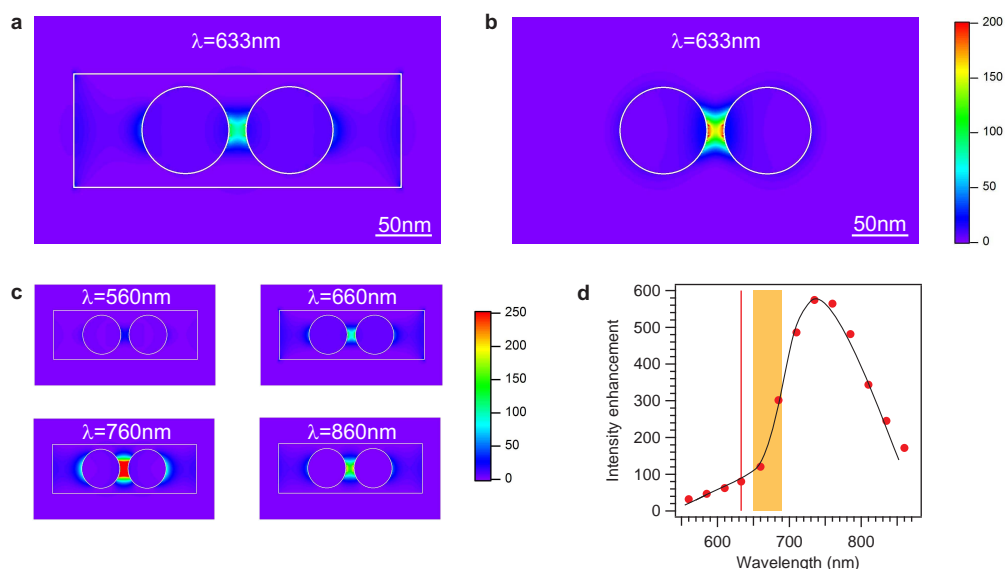 a
λ=633nm
50nm
b
λ=633nm
50nm
200
150
100
50
0
c
λ=560nm
λ=660nm
λ=760nm
λ=860nm
250
200
150
100
50
0
d
Intensity enhancement
600
500
400
300
200
100
0
600
700
800
Wavelength (nm)